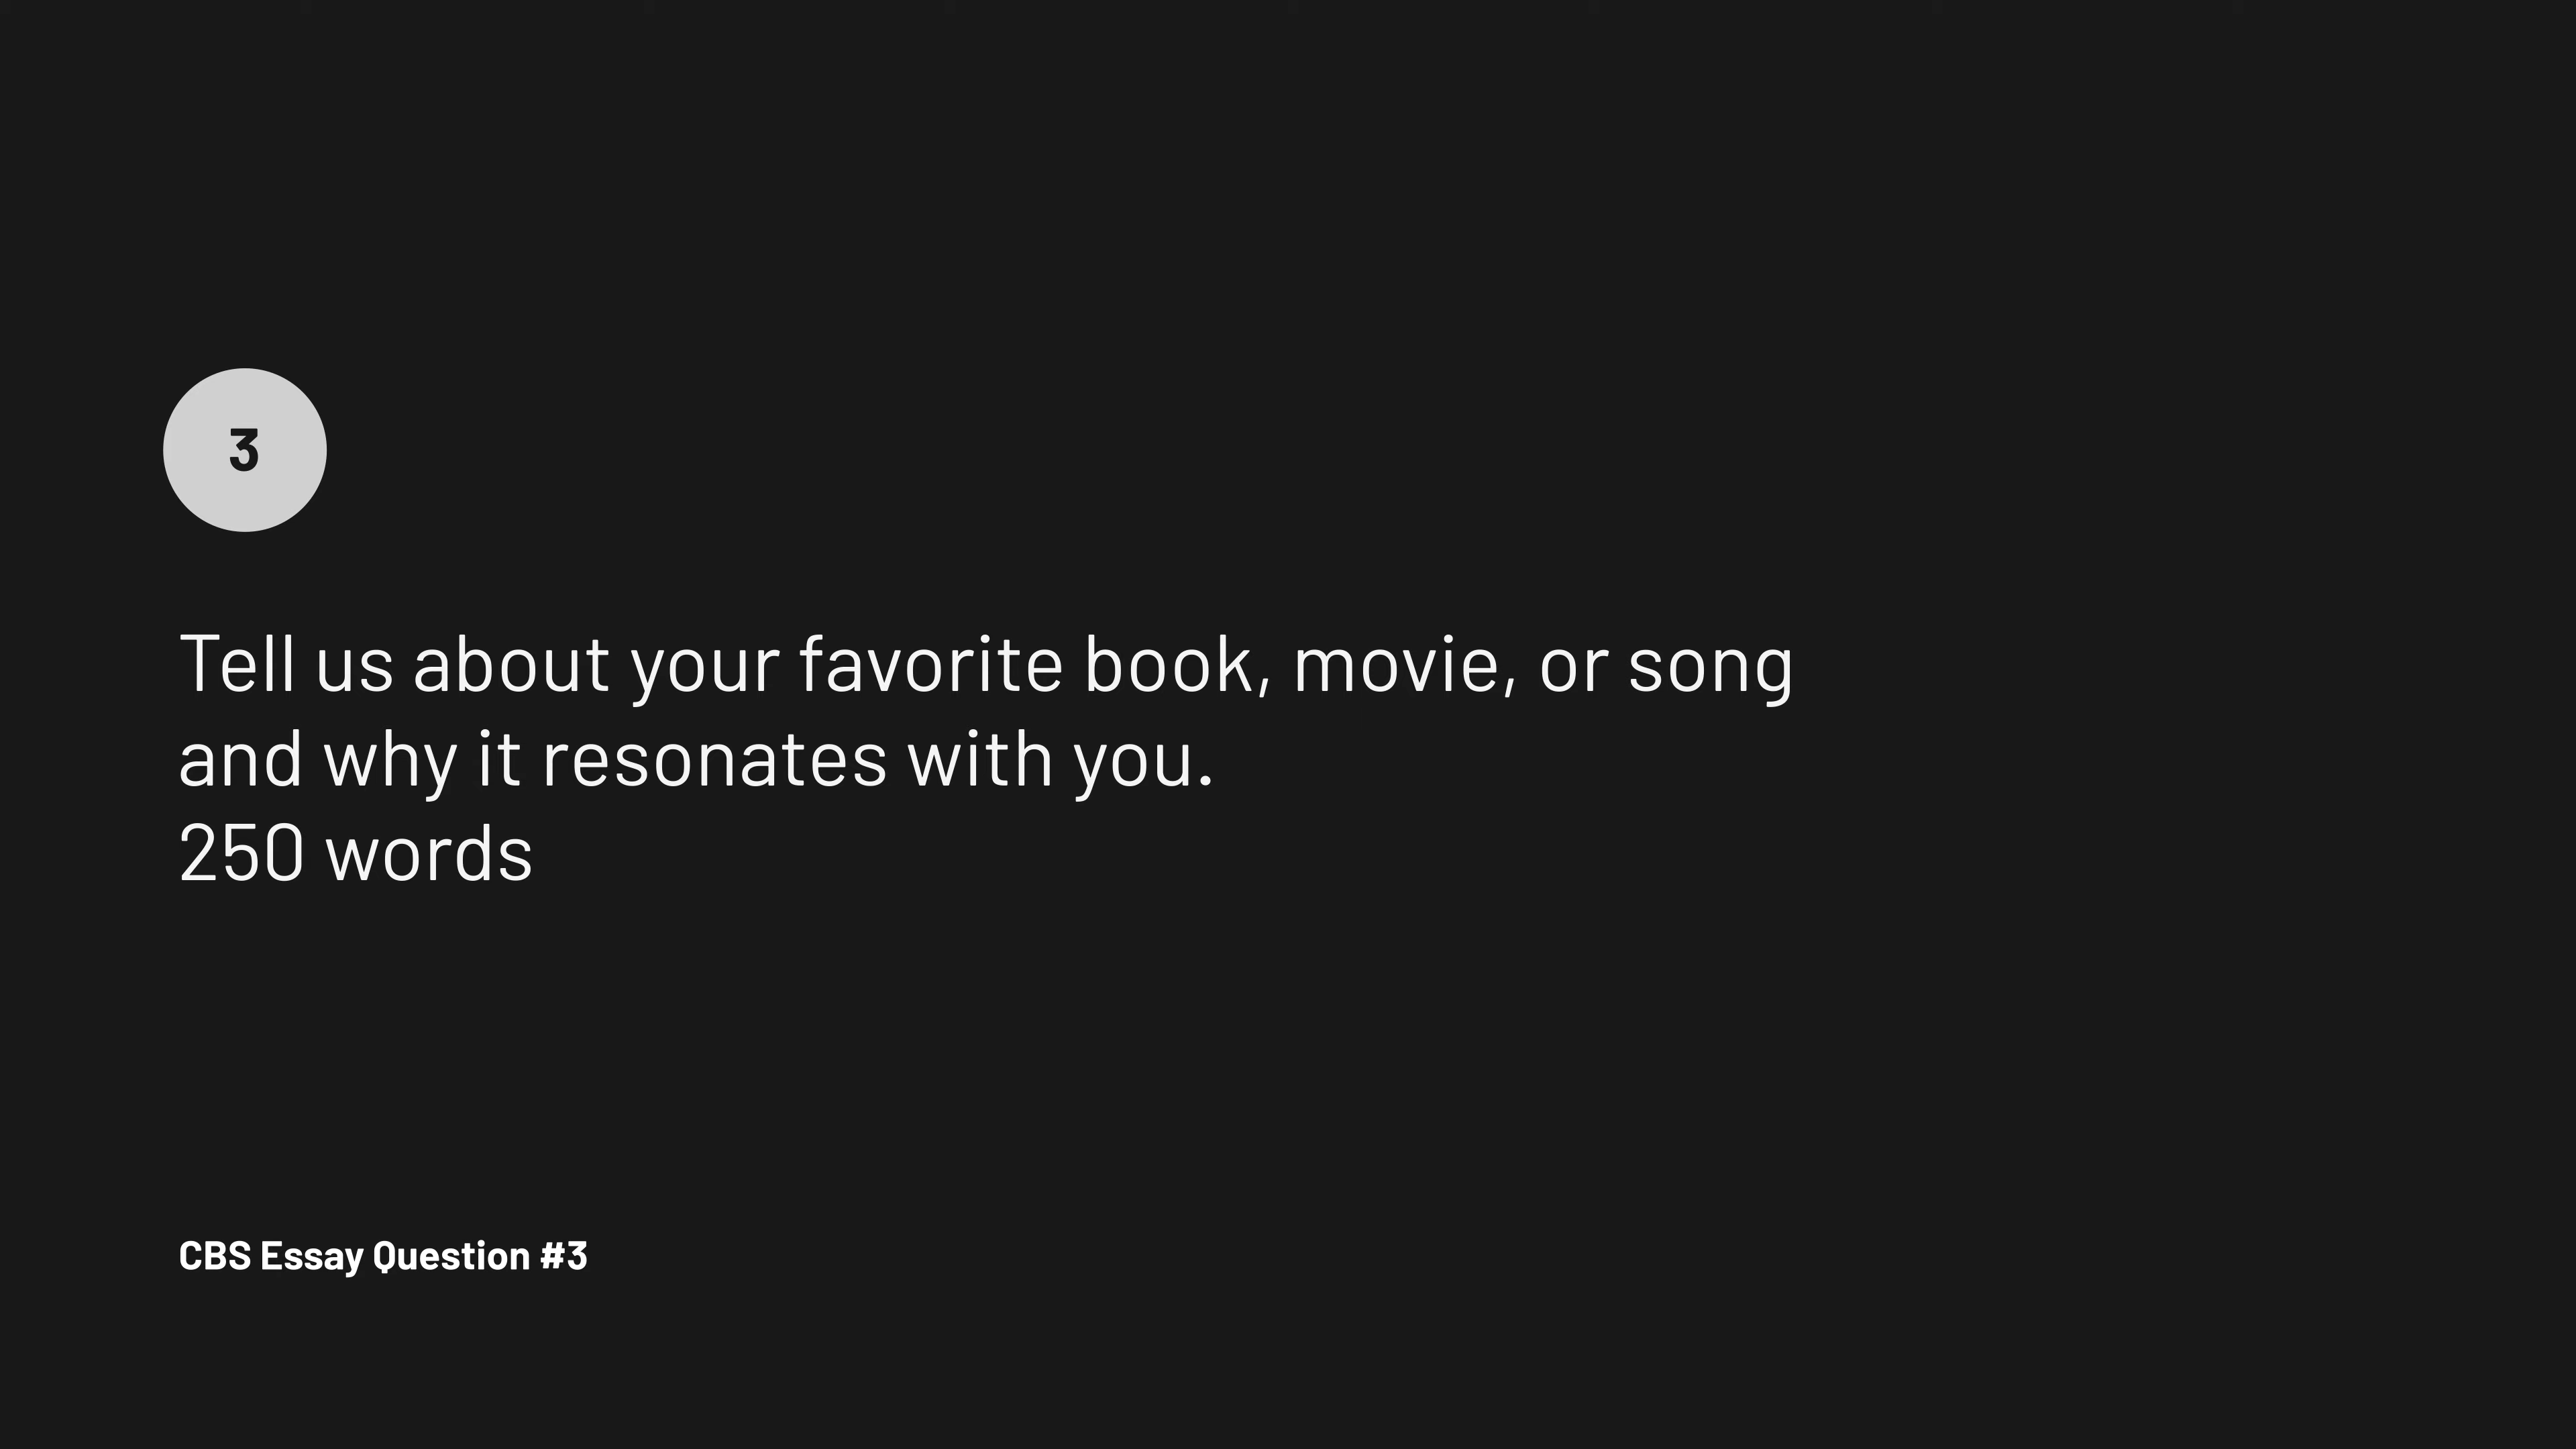 3
Tell us about your favorite book, movie, or song
and why it resonates with you.
250 words
CBS Essay Question #3